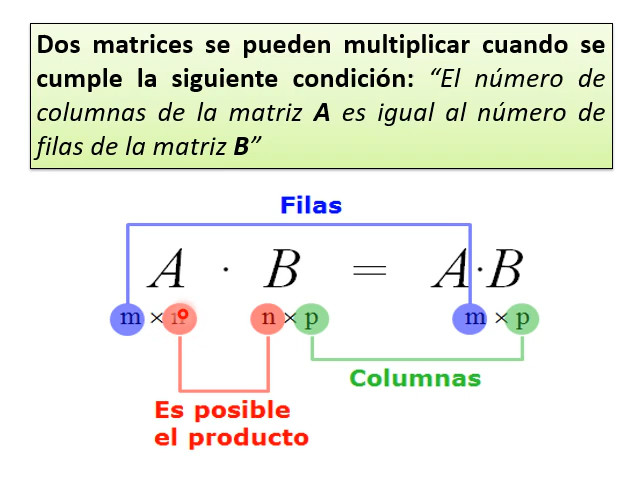 Dos matrices se pueden multiplicar cuando se
cumple la siguiente condición: “El número de
columnas de la matriz A es igual al número de
filas de la matriz B”
Filas
A · B = A·B
m × n n × p m × p
Columnas
Es posible
el producto